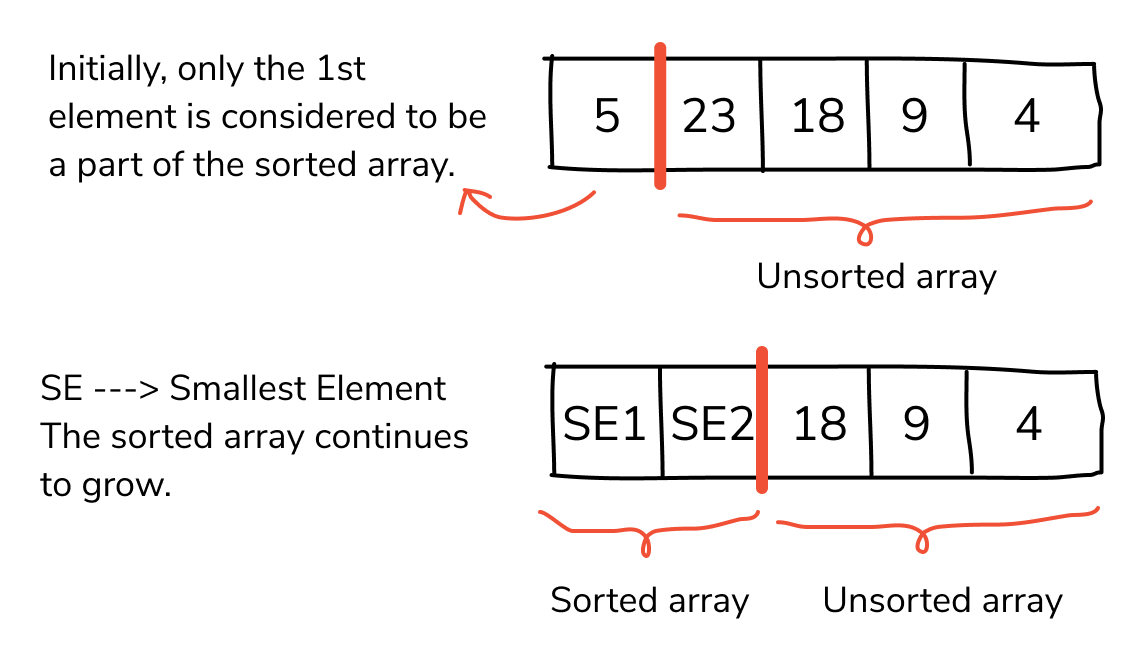 Initially, only the 1st
element is considered to be
a part of the sorted array.
5 23 18 9 4
Unsorted array
SE ---> Smallest Element
The sorted array continues
to grow.
SE1 SE2 18 9 4
Sorted array
Unsorted array